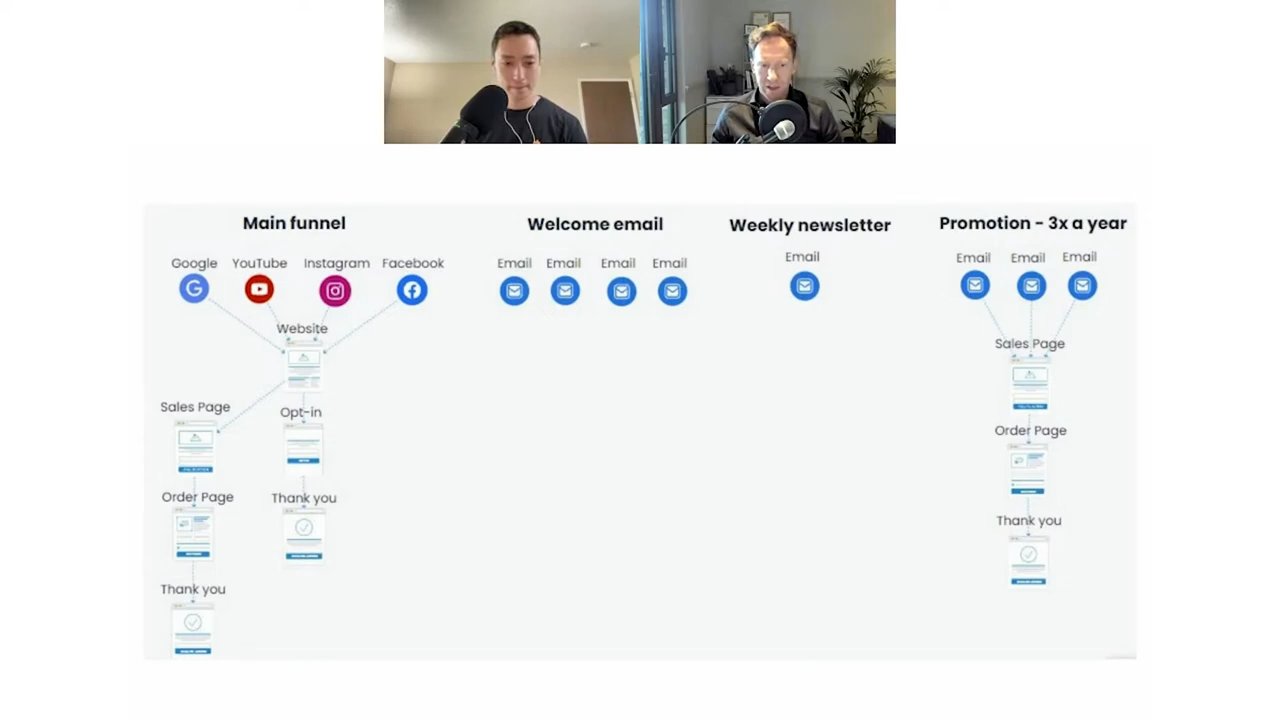 Main funnel
Google YouTube Instagram Facebook
Website
Sales Page
Opt-in
Order Page
Thank you
Thank you
Welcome email
Email Email Email Email
Weekly newsletter
Email
Promotion - 3x a year
Email Email Email
Sales Page
Order Page
Thank you